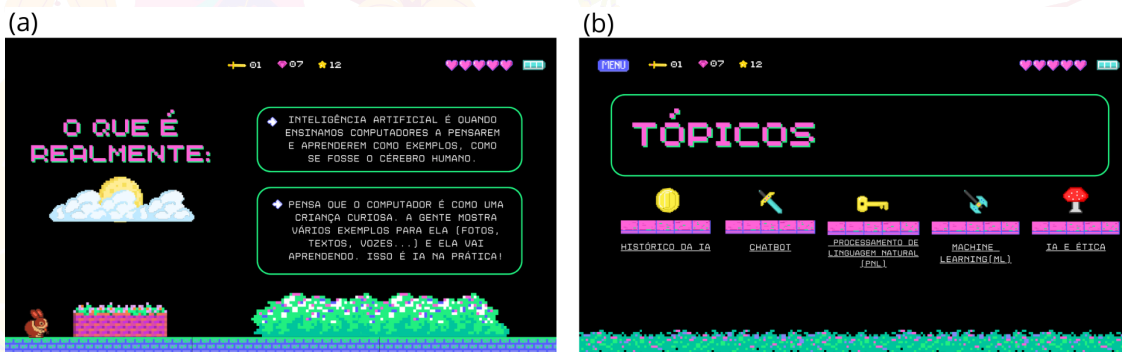 (a)
01 07 12
O QUE É
REALMENTE:
INTELIGÊNCIA ARTIFICIAL É QUANDO
ENSINAMOS COMPUTADORES A PENSAREM
E APRENDEREM COMO EXEMPLOS, COMO
SE FOSSE O CÉREBRO HUMANO.
PENSA QUE O COMPUTADOR É COMO UMA
CRIANÇA CURIOSA. A GENTE MOSTRA
VÁRIOS EXEMPLOS PARA ELA (FOTOS,
TEXTOS, VOZES...) E ELA VAI
APRENDENDO. ISSO É IA NA PRÁTICA!
(b)
MENU 01 07 12
TÓPICOS
HISTÓRICO DA IA
CHATBOT
PROCESSAMENTO DE
LINGUAGEM NATURAL
(PNL)
MACHINE
LEARNING(ML)
IA E ÉTICA